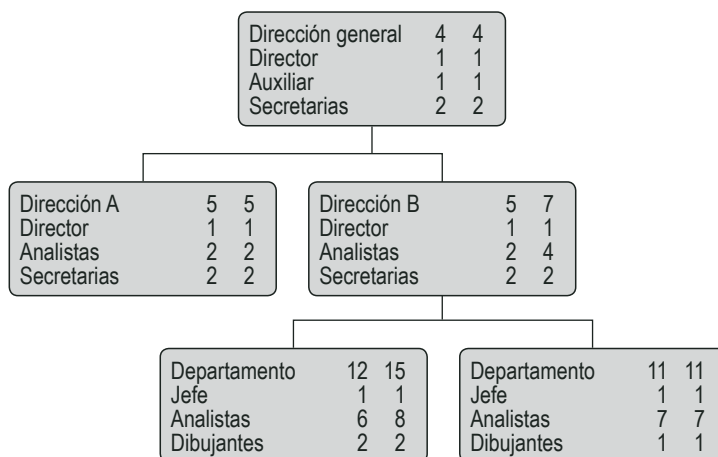 Dirección general 4 4
Director 1 1
Auxiliar 1 1
Secretarias 2 2
Dirección A 5 5
Director 1 1
Analistas 2 2
Secretarias 2 2
Dirección B 5 7
Director 1 1
Analistas 2 4
Secretarias 2 2
Departamento 12 15
Jefe 1 1
Analistas 6 8
Dibujantes 2 2
Departamento 11 11
Jefe 1 1
Analistas 7 7
Dibujantes 1 1